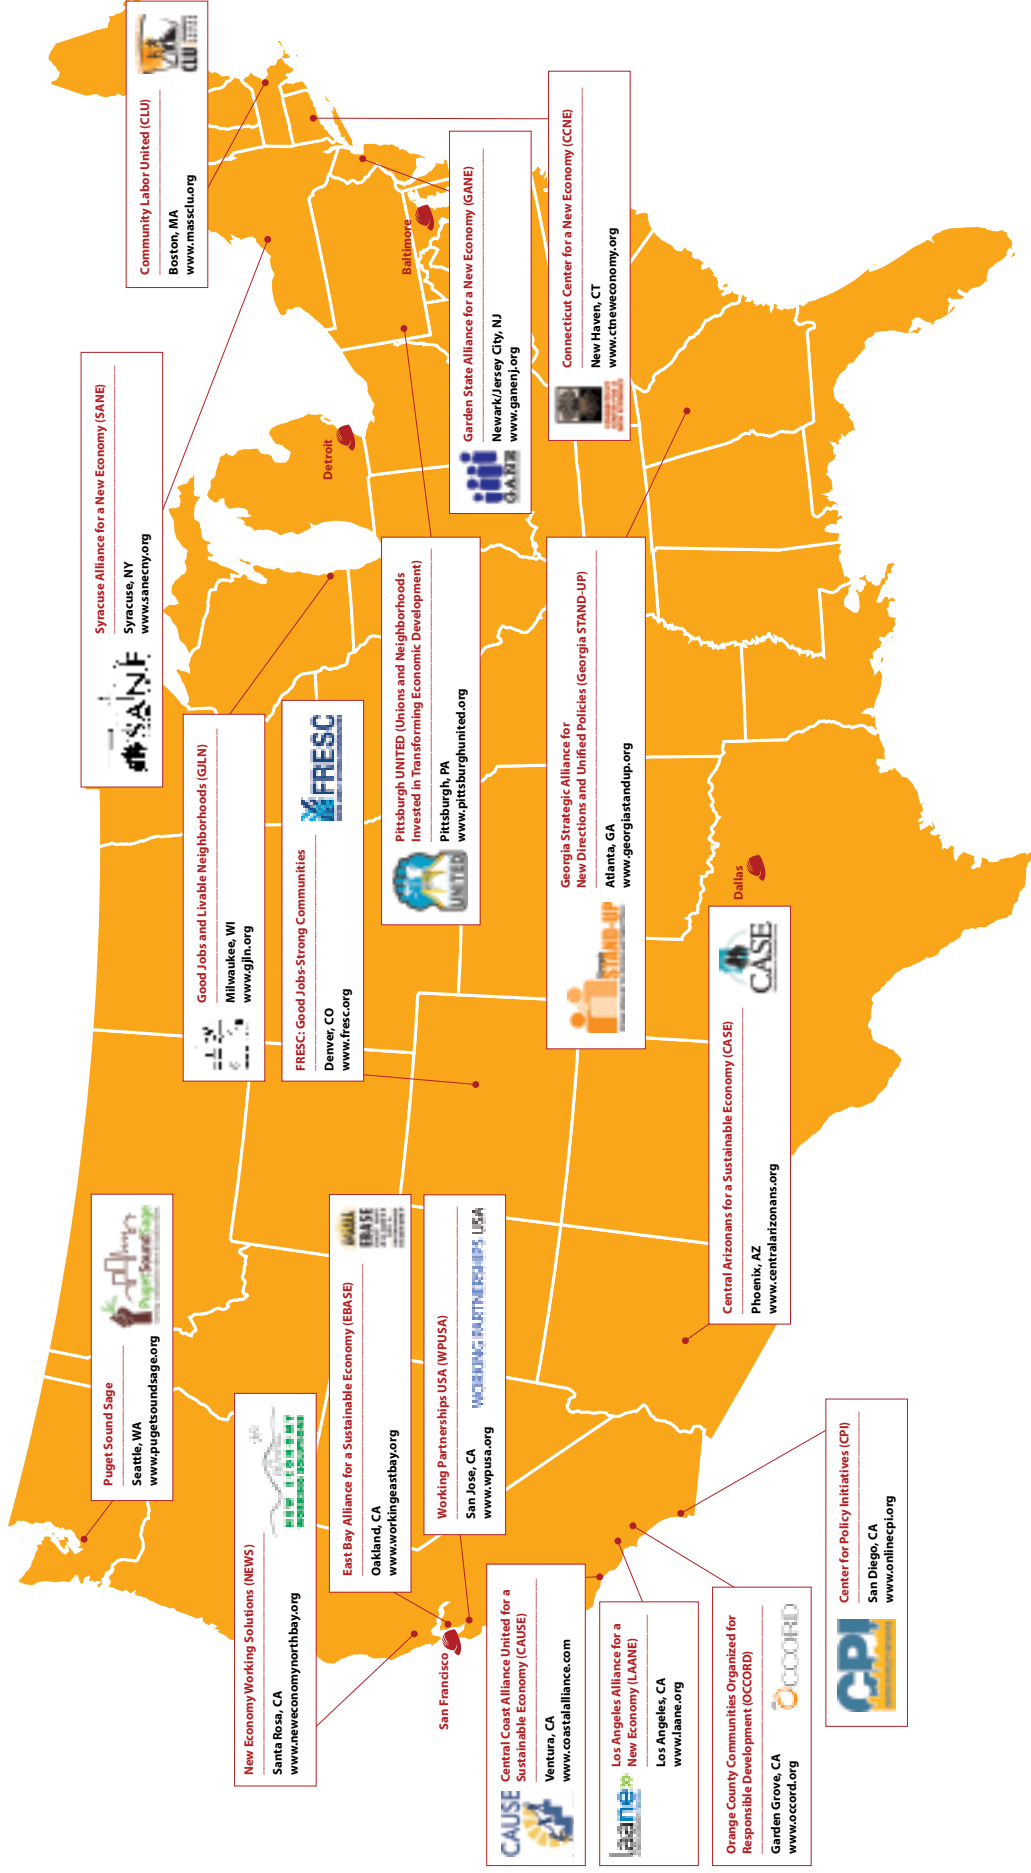 Puget Sound Sage
Seattle, WA
www.pugetsoundsage.org
PugetSoundSage
New Economy Working Solutions (NEWS)
Santa Rosa, CA
www.neweconomynorthbay.org
NEW ECONOMY
WORKING SOLUTIONS
East Bay Alliance for a Sustainable Economy (EBASE)
Oakland, CA
www.workingeastbay.org
EBASE
Working Partnerships USA (WPUSA)
San Jose, CA
www.wpusa.org
WORKING PARTNERSHIPS USA
San Francisco
CAUSE
Central Coast Alliance United for a
Sustainable Economy (CAUSE)
Ventura, CA
www.coastalalliance.com
laane
Los Angeles Alliance for a
New Economy (LAANE)
Los Angeles, CA
www.laane.org
Orange County Communities Organized for
Responsible Development (OCCORD)
Garden Grove, CA
www.occord.org
OCCORD
CPI
Center for Policy Initiatives (CPI)
San Diego, CA
www.onlinecpi.org
Central Arizonans for a Sustainable Economy (CASE)
Phoenix, AZ
www.centralarizonans.org
CASE
Dallas
Good Jobs and Livable Neighborhoods (GJLN)
Milwaukee, WI
www.gjln.org
FRESC: Good Jobs-Strong Communities
Denver, CO
www.fresc.org
FRESC
UNITED
Pittsburgh UNITED (Unions and Neighborhoods
Invested in Transforming Economic Development)
Pittsburgh, PA
www.pittsburghunited.org
STAND-UP
Georgia Strategic Alliance for
New Directions and Unified Policies (Georgia STAND-UP)
Atlanta, GA
www.georgiastandup.org
SANE
Syracuse Alliance for a New Economy (SANE)
Syracuse, NY
www.sanecny.org
Detroit
GANE
Garden State Alliance for a New Economy (GANE)
Newark/Jersey City, NJ
www.ganenj.org
Connecticut Center for a New Economy (CCNE)
New Haven, CT
www.ctneweconomy.org
Baltimore
Community Labor United (CLU)
Boston, MA
www.massclu.org
CLU